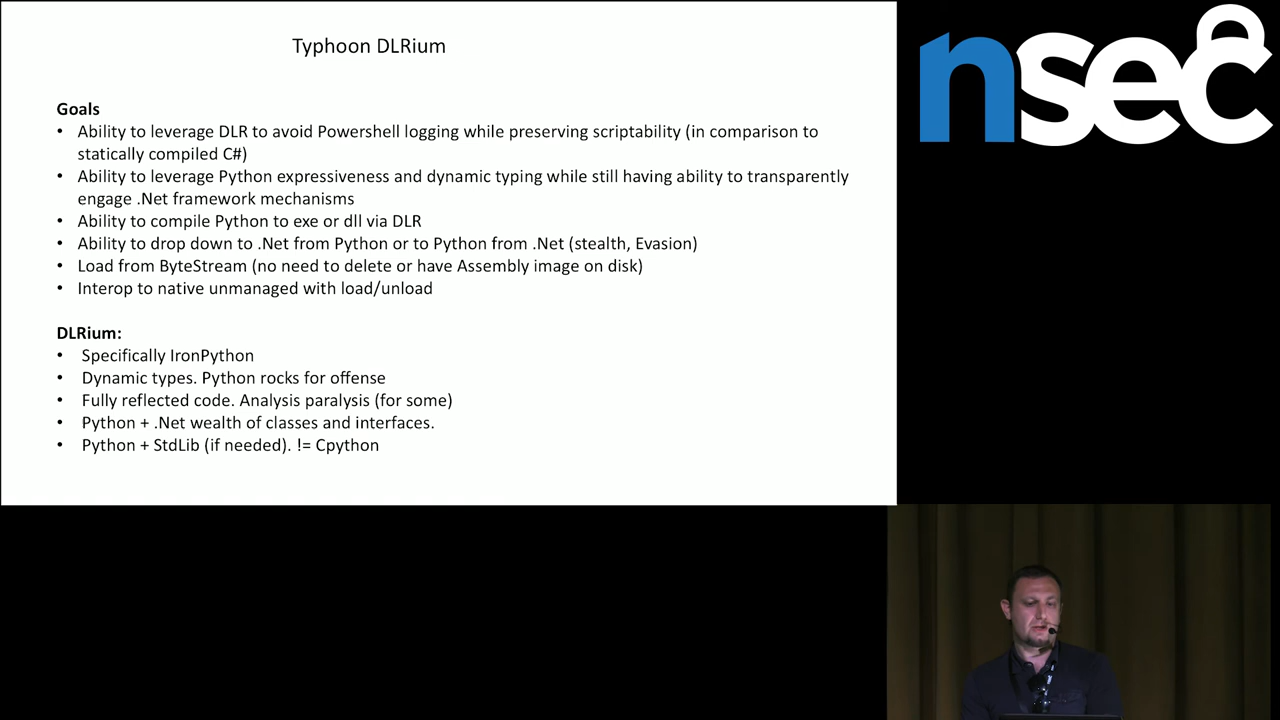 Typhoon DLRium
nsec
Goals
• Ability to leverage DLR to avoid Powershell logging while preserving scriptability (in comparison to
statically compiled C#)
• Ability to leverage Python expressiveness and dynamic typing while still having ability to transparently
engage .Net framework mechanisms
• Ability to compile Python to exe or dll via DLR
• Ability to drop down to .Net from Python or to Python from .Net (stealth, Evasion)
• Load from ByteStream (no need to delete or have Assembly image on disk)
• Interop to native unmanaged with load/unload
DLRium:
• Specifically IronPython
• Dynamic types. Python rocks for offense
• Fully reflected code. Analysis paralysis (for some)
• Python + .Net wealth of classes and interfaces.
• Python + StdLib (if needed). != Cpython